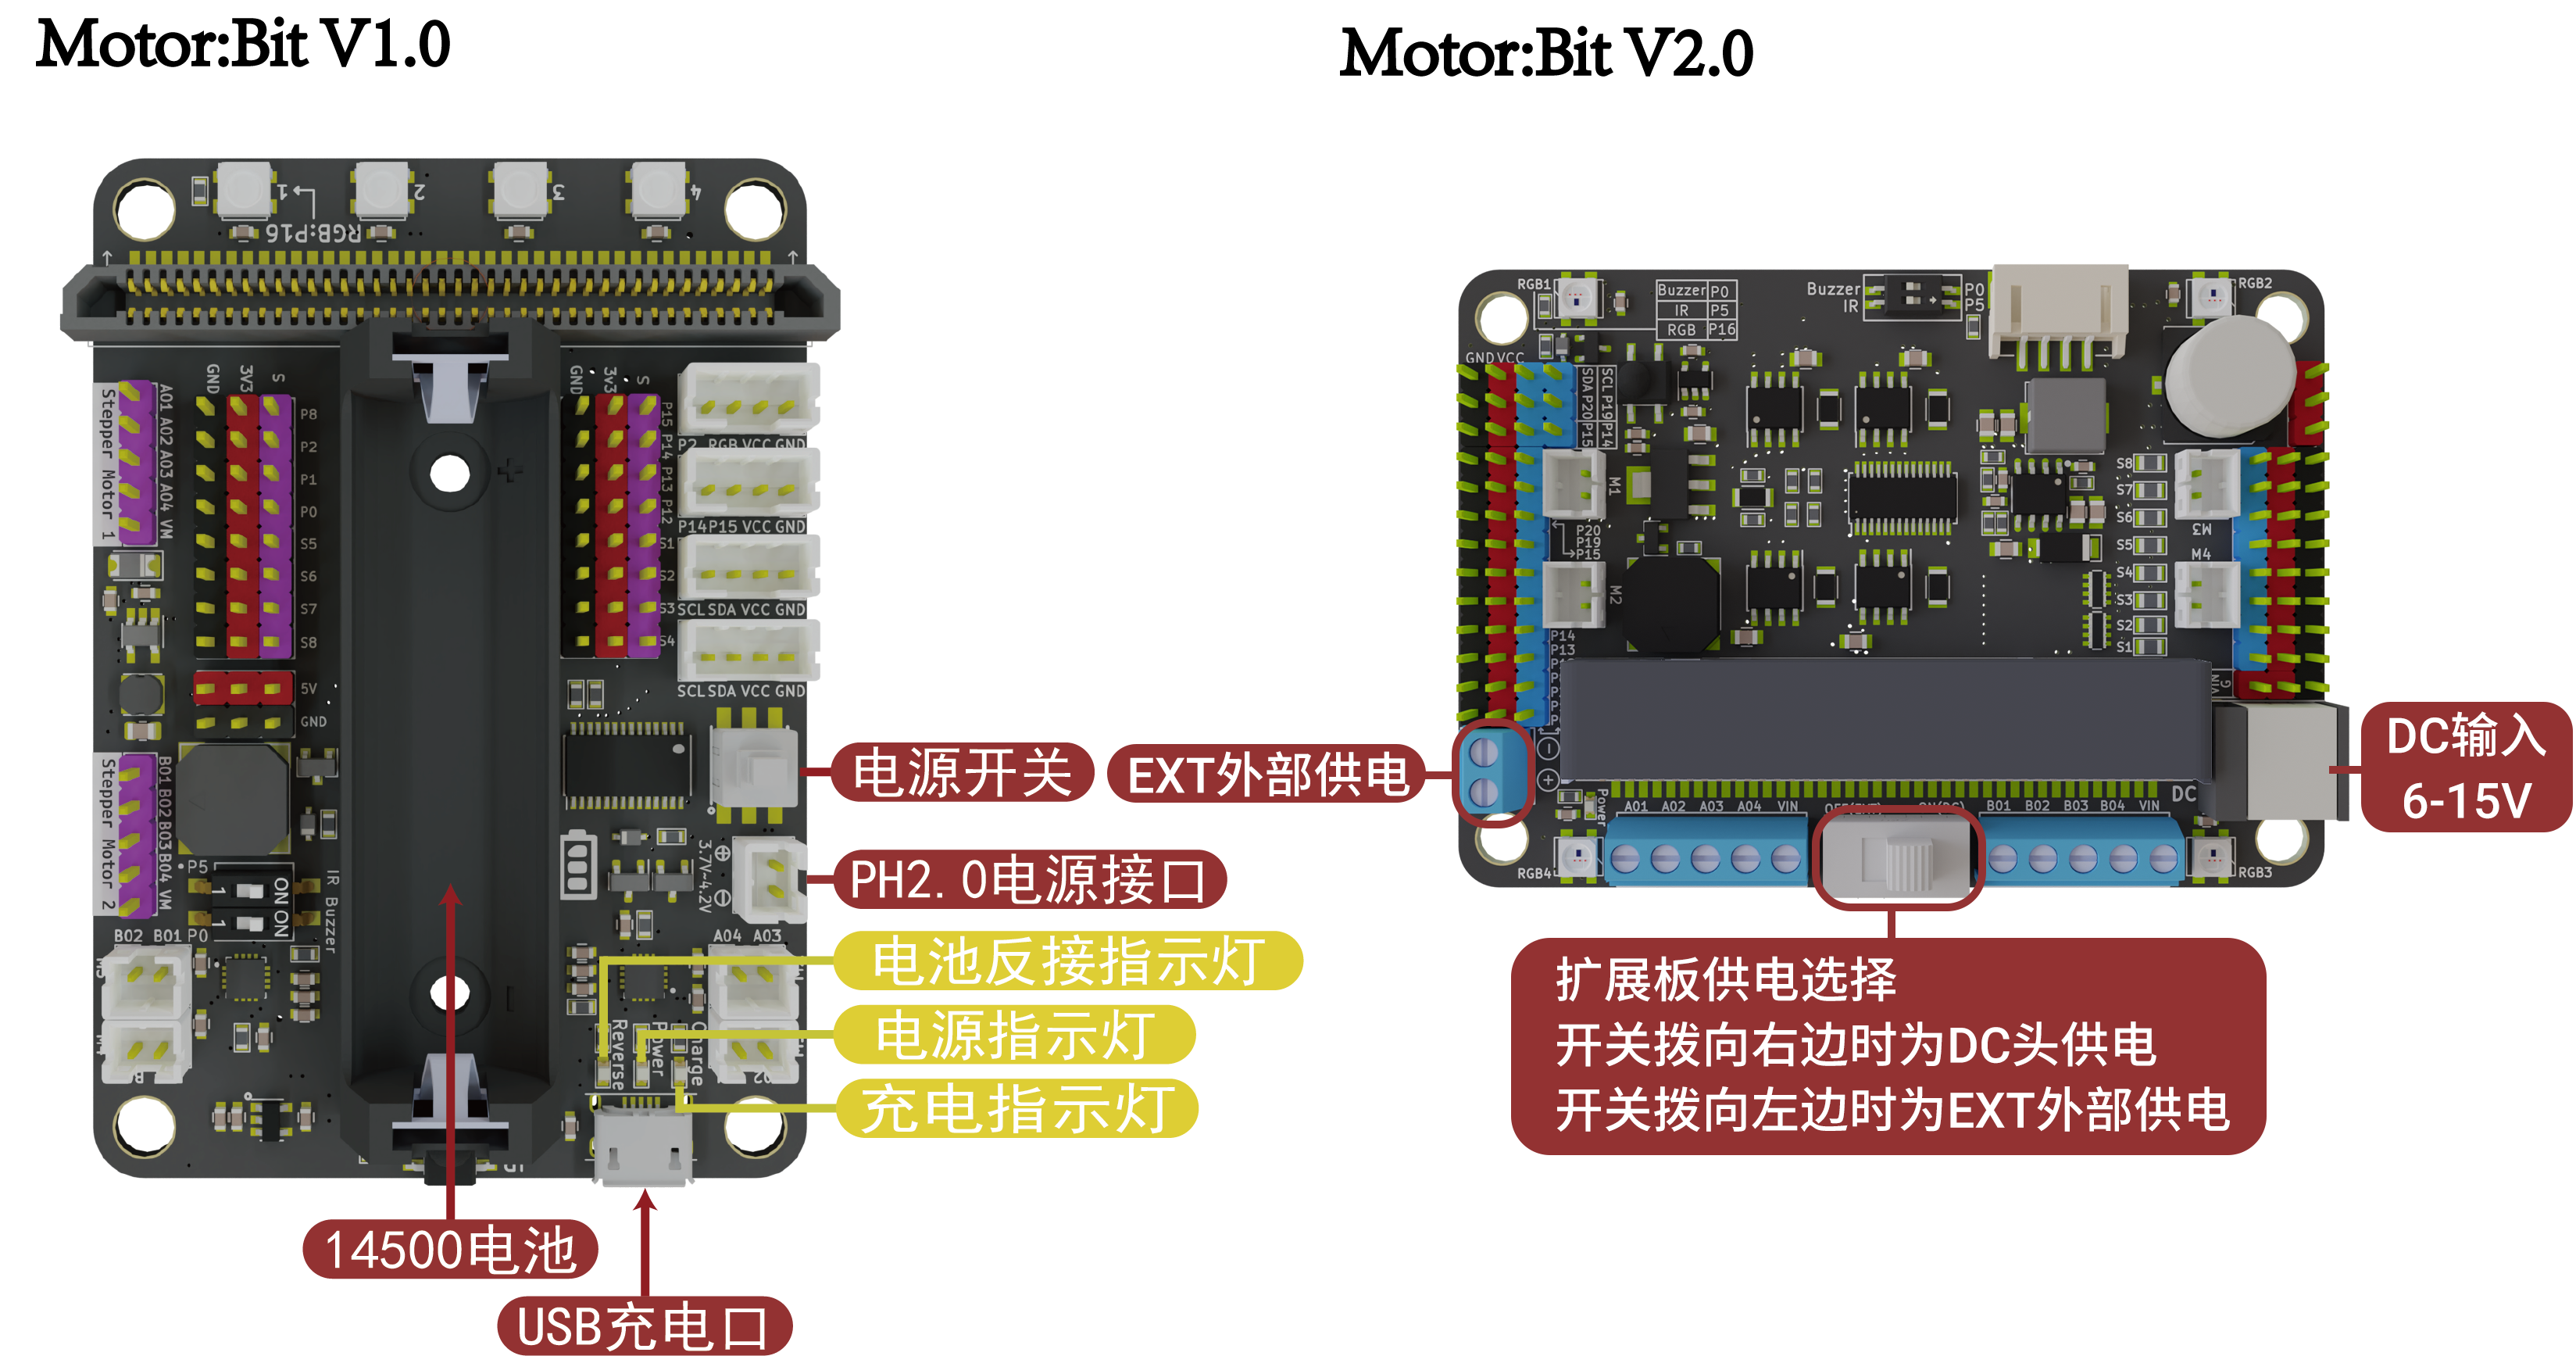 Motor:Bit V1.0
Motor:Bit V2.0
1
2
3
4
RGB:P16
GND
3V3
S
GND
3v3
S
A01 A02 A03 A04 VM
Stepper Motor 1
P8
P2
P1
P0
S5
S6
S7
S8
5V
GND
P15
P14
P13
P12
S1
S2
S3
S4
P2 RGB VCC GND
P14 P15 VCC GND
SCL SDA VCC GND
SCL SDA VCC GND
B01 B02 B03 B04 VM
Stepper Motor 2
P5
ON
ON
1
1
IR Buzzer
B02 B01 P0
3.7V~4.2V
A04 A03
Reverse
Power
Charge
电源开关
PH2.0电源接口
电池反接指示灯
电源指示灯
充电指示灯
14500电池
USB充电口
RGB1
Buzzer P0
IR P5
RGB P16
Buzzer P0
IR P5
RGB2
GND VCC
SDA P20 P15
SCL P19 P14
M1
P20
P19
P15
M2
P14
P13
S8
S7
S6
S5
S4
S3
S2
S1
M3
M4
VIN
G
DC
Power
A01 A02 A03 A04 VIN
B01 B02 B03 B04 VIN
RGB4
RGB3
EXT外部供电
DC输入
6-15V
扩展板供电选择
开关拨向右边时为DC头供电
开关拨向左边时为EXT外部供电